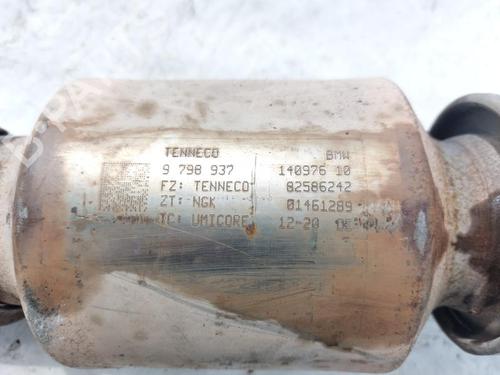 TENNECO BMW
9 798 937 140976 10
FZ: TENNECO 82586242
ZT: NGK 01461289
TC: UMICORE 12-20